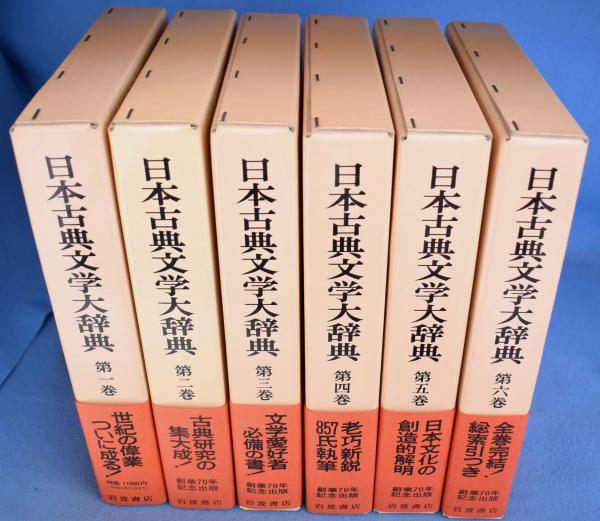 日本古典文学大辞典
第一巻
世紀の偉業
ついに成る!
特価 11000円
岩波書店
日本古典文学大辞典
第二巻
古典研究の
集大成!
創業70年
記念出版
岩波書店
日本古典文学大辞典
第三巻
文学愛好者
必備の書!
創業70年
記念出版
岩波書店
日本古典文学大辞典
第四巻
老巧新鋭
857氏執筆
創業70年
記念出版
岩波書店
日本古典文学大辞典
第五巻
日本文化の
創造的解明
創業70年
記念出版
岩波書店
日本古典文学大辞典
第六巻
全巻完結・
総索引つき
創業70年
記念出版
岩波書店